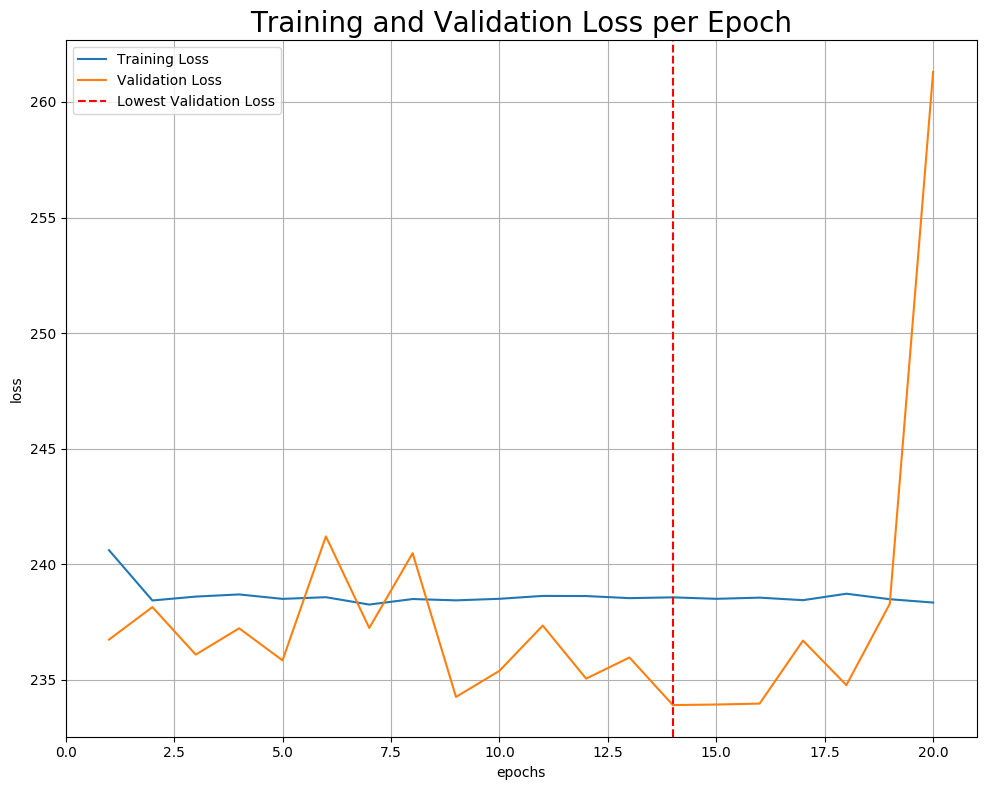 Training and Validation Loss per Epoch
Training Loss
Validation Loss
Lowest Validation Loss
260
255
250
245
240
235
loss
0.0 2.5 5.0 7.5 10.0 12.5 15.0 17.5 20.0
epochs